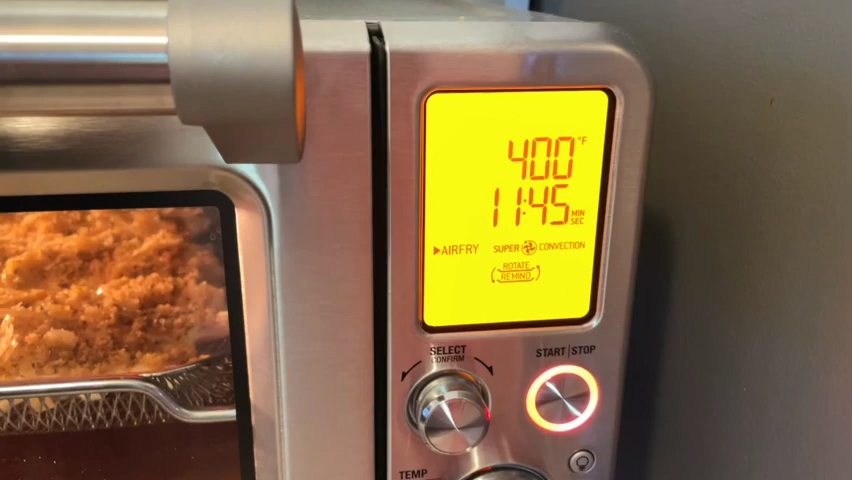 400 °F
11:45 MIN SEC
▶AIRFRY SUPER CONVECTION
ROTATE
REMIND
SELECT
CONFIRM
START|STOP
TEMP